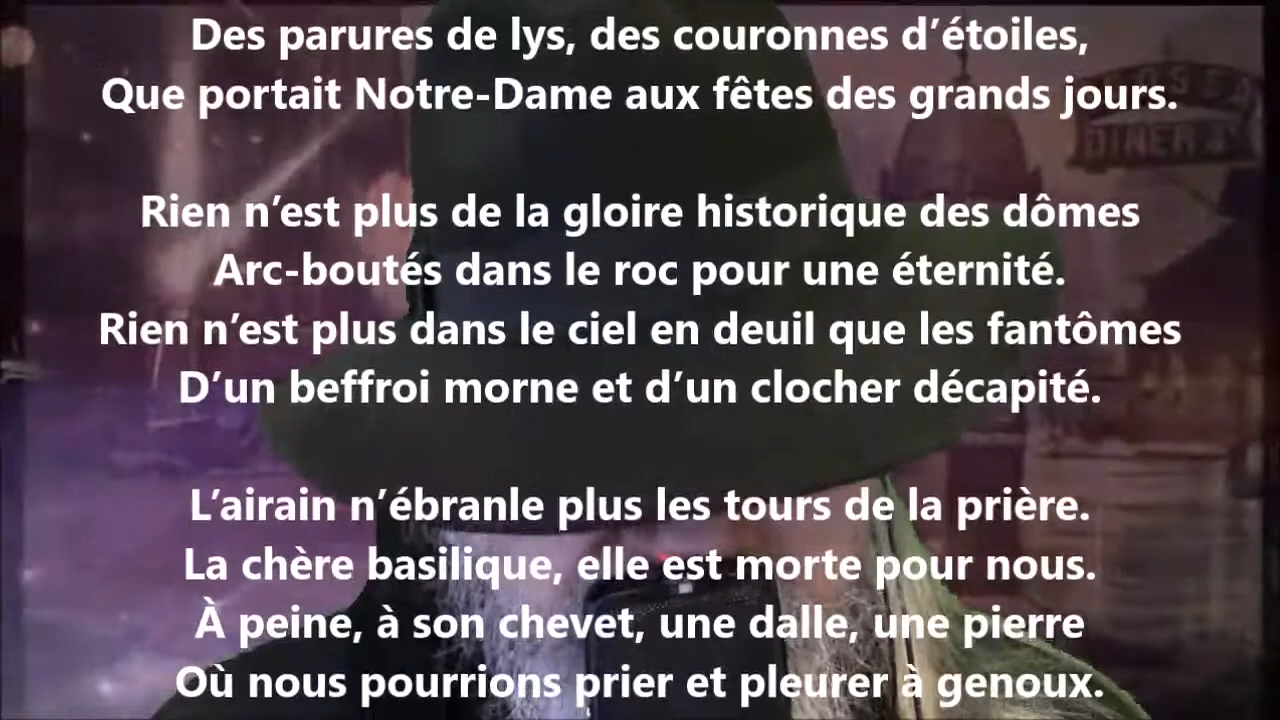 Des parures de lys, des couronnes d’étoiles,
Que portait Notre-Dame aux fêtes des grands jours.
Rien n’est plus de la gloire historique des dômes
Arc-boutés dans le roc pour une éternité.
Rien n’est plus dans le ciel en deuil que les fantômes
D’un beffroi morne et d’un clocher décapité.
L’airain n’ébranle plus les tours de la prière.
La chère basilique, elle est morte pour nous.
À peine, à son chevet, une dalle, une pierre
Où nous pourrions prier et pleurer à genoux.
DINER